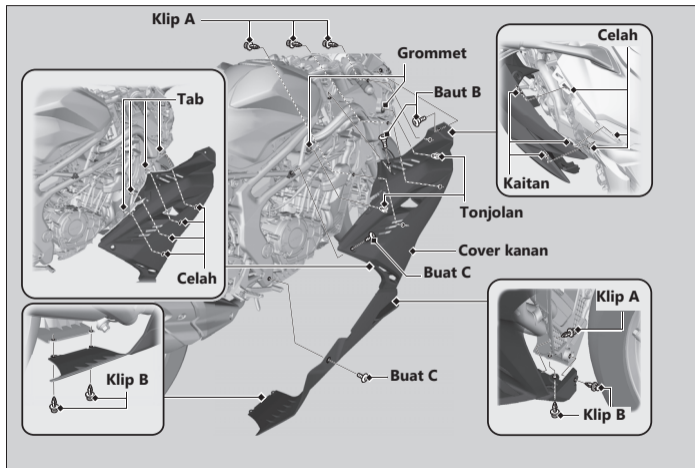 Klip A
Grommet
Celah
Tab
Baut B
Kaitan
Tonjolan
Cover kanan
Celah
Buat C
Klip A
Klip B
Buat C
Klip B